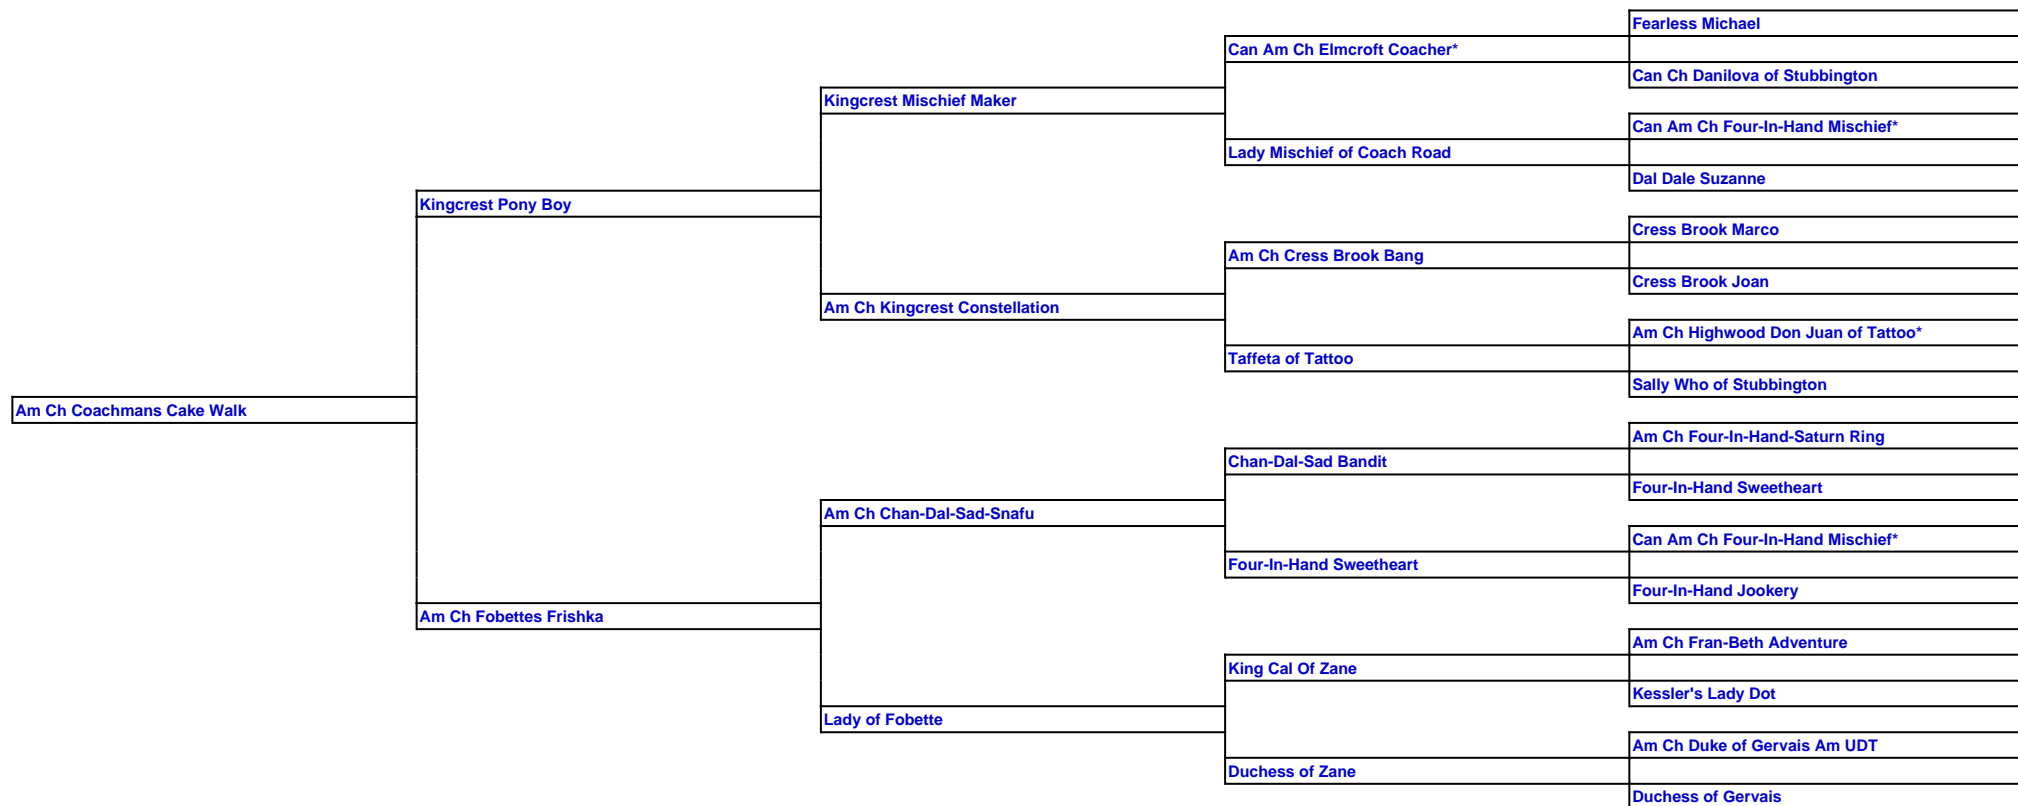 Fearless Michael
Can Am Ch Elmcroft Coacher*
Can Ch Danilova of Stubbington
Kingcrest Mischief Maker
Can Am Ch Four-In-Hand Mischief*
Lady Mischief of Coach Road
Dal Dale Suzanne
Kingcrest Pony Boy
Cress Brook Marco
Am Ch Cress Brook Bang
Cress Brook Joan
Am Ch Kingcrest Constellation
Am Ch Highwood Don Juan of Tattoo*
Taffeta of Tattoo
Sally Who of Stubbington
Am Ch Coachmans Cake Walk
Am Ch Four-In-Hand-Saturn Ring
Chan-Dal-Sad Bandit
Four-In-Hand Sweetheart
Am Ch Chan-Dal-Sad-Snafu
Can Am Ch Four-In-Hand Mischief*
Four-In-Hand Sweetheart
Four-In-Hand Jookery
Am Ch Fobettes Frishka
Am Ch Fran-Beth Adventure
King Cal Of Zane
Kessler's Lady Dot
Lady of Fobette
Am Ch Duke of Gervais Am UDT
Duchess of Zane
Duchess of Gervais